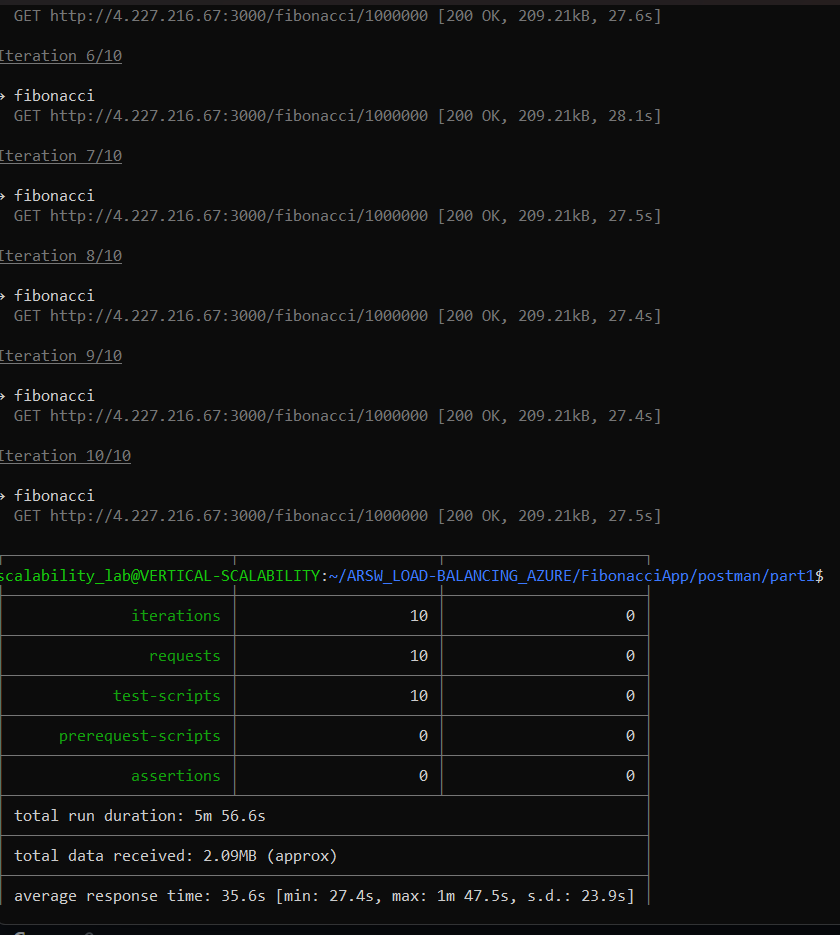 GET http://4.227.216.67:3000/fibonacci/1000000 [200 OK, 209.21kB, 27.6s]
Iteration 6/10
→ fibonacci
GET http://4.227.216.67:3000/fibonacci/1000000 [200 OK, 209.21kB, 28.1s]
Iteration 7/10
→ fibonacci
GET http://4.227.216.67:3000/fibonacci/1000000 [200 OK, 209.21kB, 27.5s]
Iteration 8/10
→ fibonacci
GET http://4.227.216.67:3000/fibonacci/1000000 [200 OK, 209.21kB, 27.4s]
Iteration 9/10
→ fibonacci
GET http://4.227.216.67:3000/fibonacci/1000000 [200 OK, 209.21kB, 27.4s]
Iteration 10/10
→ fibonacci
GET http://4.227.216.67:3000/fibonacci/1000000 [200 OK, 209.21kB, 27.5s]
scalability_lab@VERTICAL-SCALABILITY:~/ARSW_LOAD-BALANCING_AZURE/FibonacciApp/postman/part1$
iterations 10 0
requests 10 0
test-scripts 10 0
prerequest-scripts 0 0
assertions 0 0
total run duration: 5m 56.6s
total data received: 2.09MB (approx)
average response time: 35.6s [min: 27.4s, max: 1m 47.5s, s.d.: 23.9s]